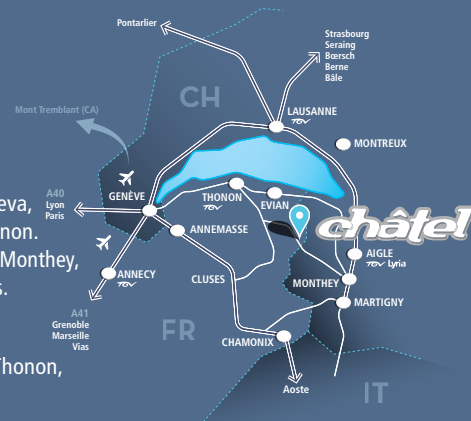 Pontarlier
Strasbourg
Seraing
Bœrsch
Berne
Bâle
CH
Mont Tremblant (CA)
LAUSANNE
TGV
MONTREUX
A40
Lyon
Paris
GENÈVE
THONON
TGV
EVIAN
châtel
eva,
non.
Monthey,
s.
Thonon,
ANNEMASSE
AIGLE
TGV Lyria
ANNECY
TGV
CLUSES
MONTHEY
MARTIGNY
A41
Grenoble
Marseille
Vias
FR
CHAMONIX
Aoste
IT